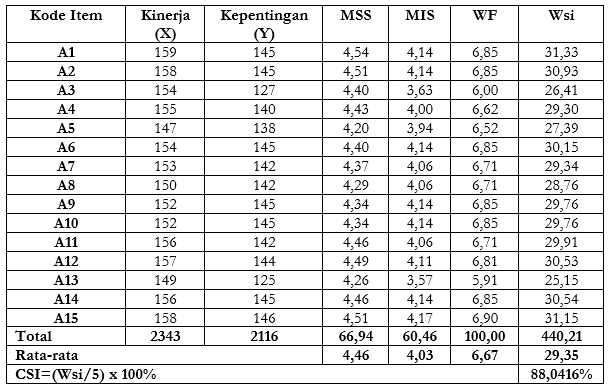 Kode Item Kinerja (X) Kepentingan (Y) MSS MIS WF Wsi
A1 159 145 4,54 4,14 6,85 31,33
A2 158 145 4,51 4,14 6,85 30,93
A3 154 127 4,40 3,63 6,00 26,41
A4 155 140 4,43 4,00 6,62 29,30
A5 147 138 4,20 3,94 6,52 27,39
A6 154 145 4,40 4,14 6,85 30,15
A7 153 142 4,37 4,06 6,71 29,34
A8 150 142 4,29 4,06 6,71 28,76
A9 152 145 4,34 4,14 6,85 29,76
A10 152 145 4,34 4,14 6,85 29,76
A11 156 142 4,46 4,06 6,71 29,91
A12 157 144 4,49 4,11 6,81 30,53
A13 149 125 4,26 3,57 5,91 25,15
A14 156 145 4,46 4,14 6,85 30,54
A15 158 146 4,51 4,17 6,90 31,15
Total 2343 2116 66,94 60,46 100,00 440,21
Rata-rata 4,46 4,03 6,67 29,35
CSI=(Wsi/5) x 100% 88,0416%